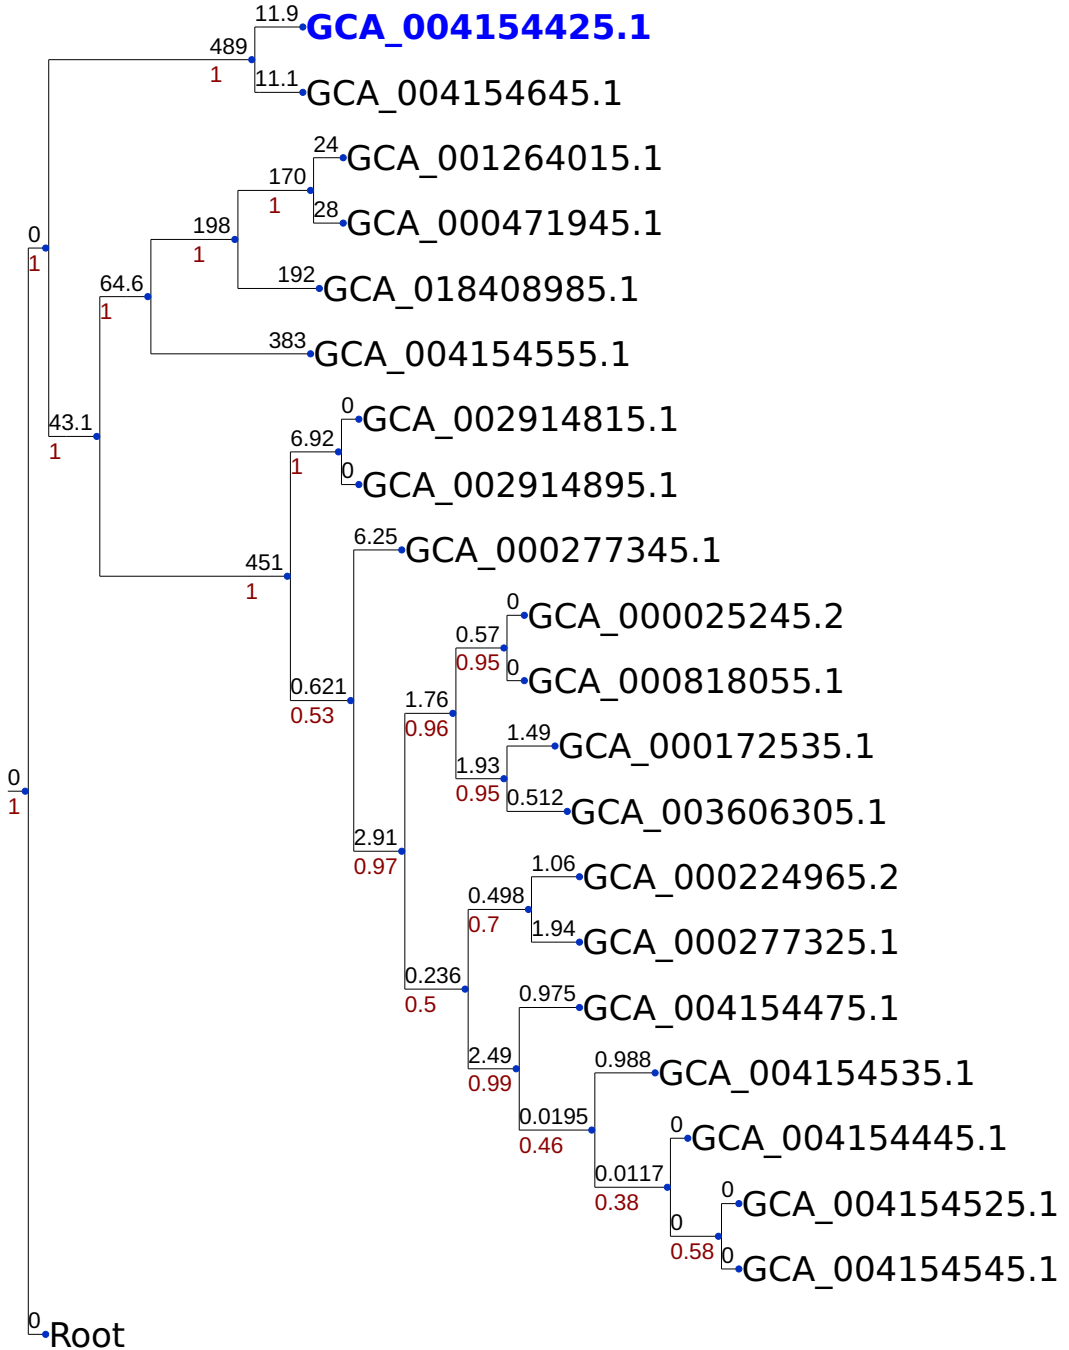 11.9
GCA_004154425.1
489
1
11.1
GCA_004154645.1
24
GCA_001264015.1
170
1
28
GCA_000471945.1
198
1
0
1
192
GCA_018408985.1
64.6
1
383
GCA_004154555.1
43.1
1
0
GCA_002914815.1
6.92
1
0
GCA_002914895.1
451
1
6.25
GCA_000277345.1
0
GCA_000025245.2
0.57
0.95
0
GCA_000818055.1
0.621
0.53
1.76
0.96
1.49
GCA_000172535.1
1.93
0.95
0
1
0.512
GCA_003606305.1
2.91
0.97
1.06
GCA_000224965.2
0.498
0.7
1.94
GCA_000277325.1
0.236
0.5
0.975
GCA_004154475.1
2.49
0.99
0.988
GCA_004154535.1
0.0195
0.46
0
GCA_004154445.1
0.0117
0.38
0
GCA_004154525.1
0
0.58
0
GCA_004154545.1
0
Root